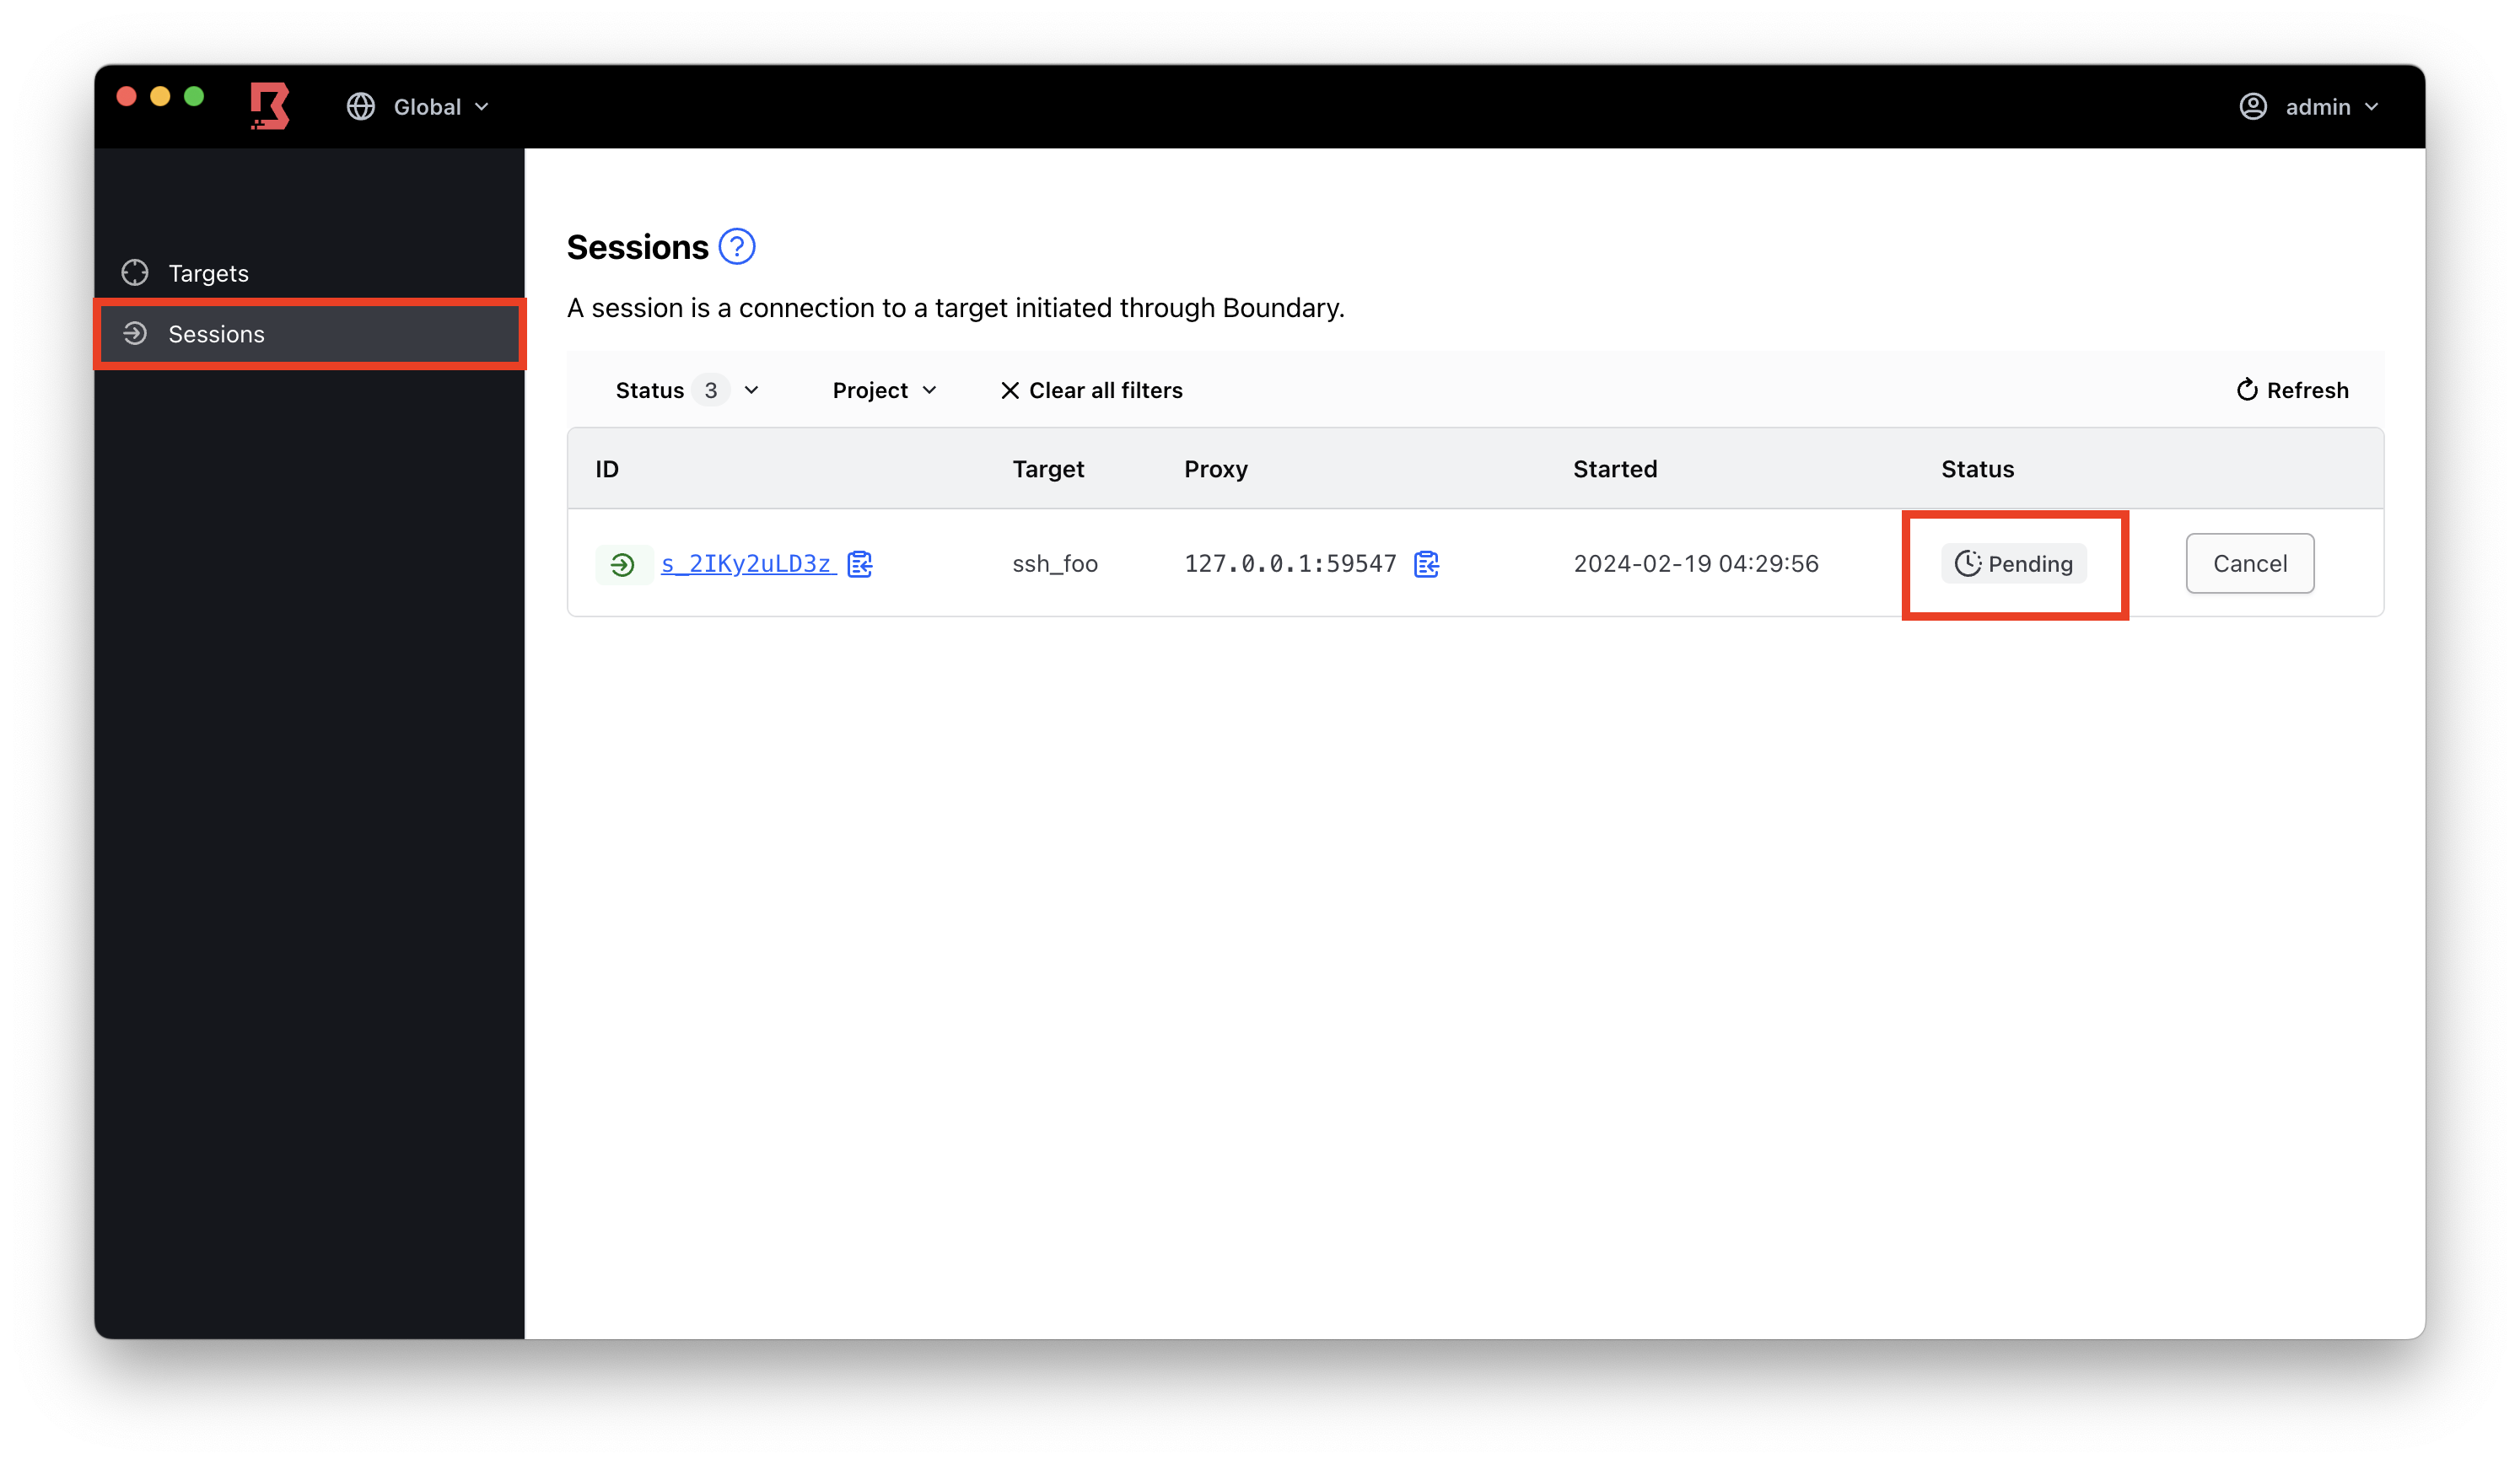 Global
admin
Targets
Sessions
Sessions ?
A session is a connection to a target initiated through Boundary.
Status 3 Project Clear all filters Refresh
ID Target Proxy Started Status
s_2IKy2uLD3z ssh_foo 127.0.0.1:59547 2024-02-19 04:29:56 Pending Cancel